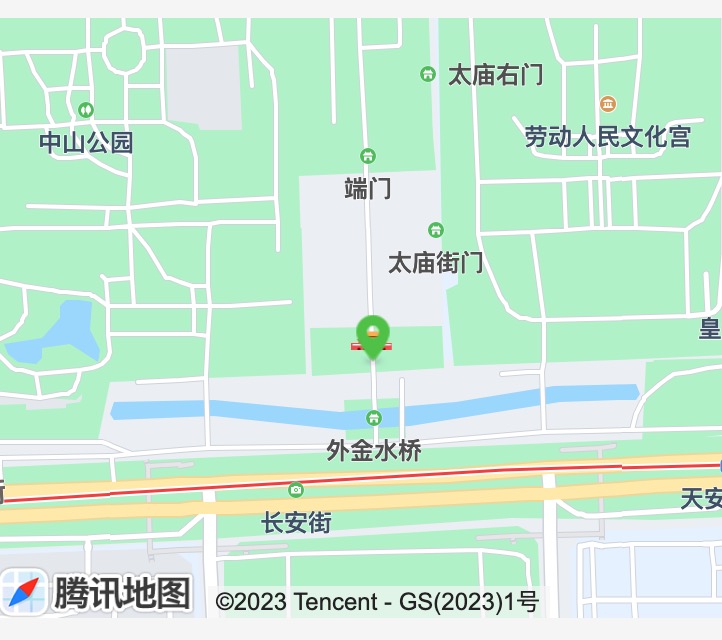 太庙右门
中山公园
劳动人民文化宫
端门
太庙街门
皇
外金水桥
街
天安
长安街
腾讯地图
©2023 Tencent - GS(2023)1号